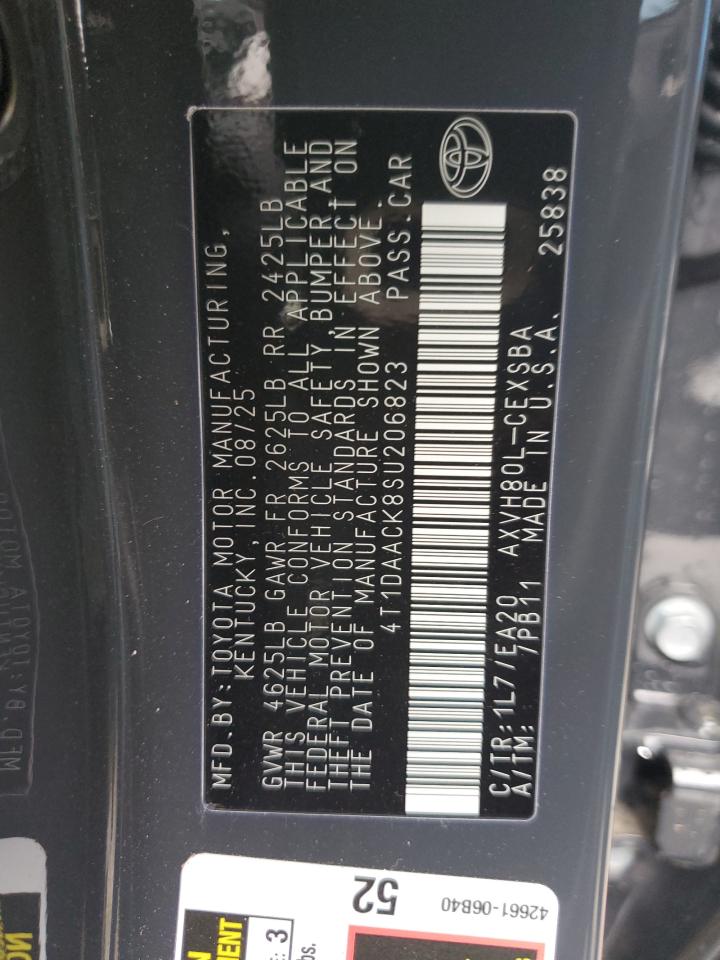 MFD.BY:TOYOTA MOTOR MANUFACTURING,
KENTUCKY, INC.08/25
GVWR 4625LB GAWR FR 2625LB RR 2425LB
THIS VEHICLE CONFORMS TO ALL APPLICABLE
FEDERAL MOTOR VEHICLE SAFETY, BUMPER, AND
THEFT PREVENTION STANDARDS IN EFFECT ON
THE DATE OF MANUFACTURE SHOWN ABOVE.
4T1DAACK8SU206823 PASS.CAR
C/TR:1L7/EA20 AXVH80L-CEXSBA
A/TM: 7PB11 MADE IN U.S.A. 25838
52
42661-06B40
3